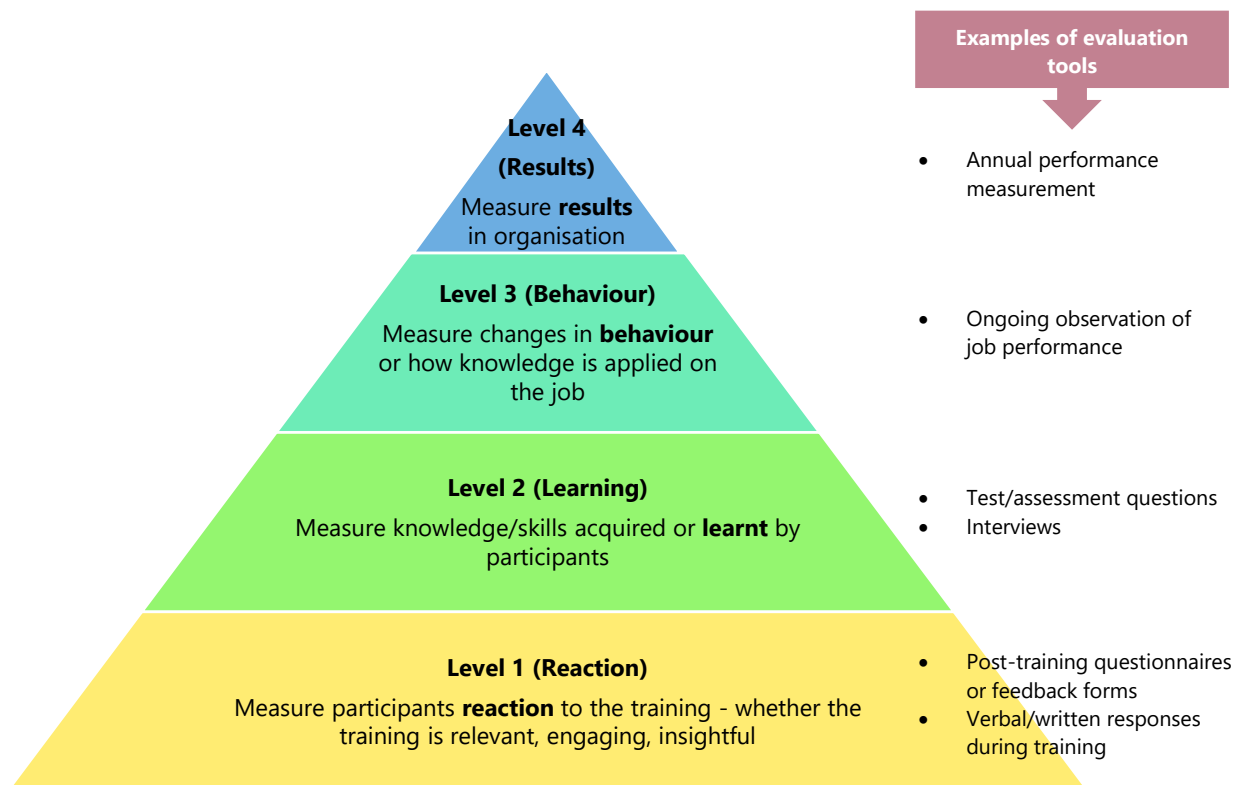 Examples of evaluation
tools
Level 4
(Results)
Measure results
in organisation
• Annual performance
measurement
Level 3 (Behaviour)
Measure changes in behaviour
or how knowledge is applied on
the job
• Ongoing observation of
job performance
Level 2 (Learning)
Measure knowledge/skills acquired or learnt by
participants
• Test/assessment questions
• Interviews
Level 1 (Reaction)
Measure participants reaction to the training - whether the
training is relevant, engaging, insightful
• Post-training questionnaires
or feedback forms
• Verbal/written responses
during training